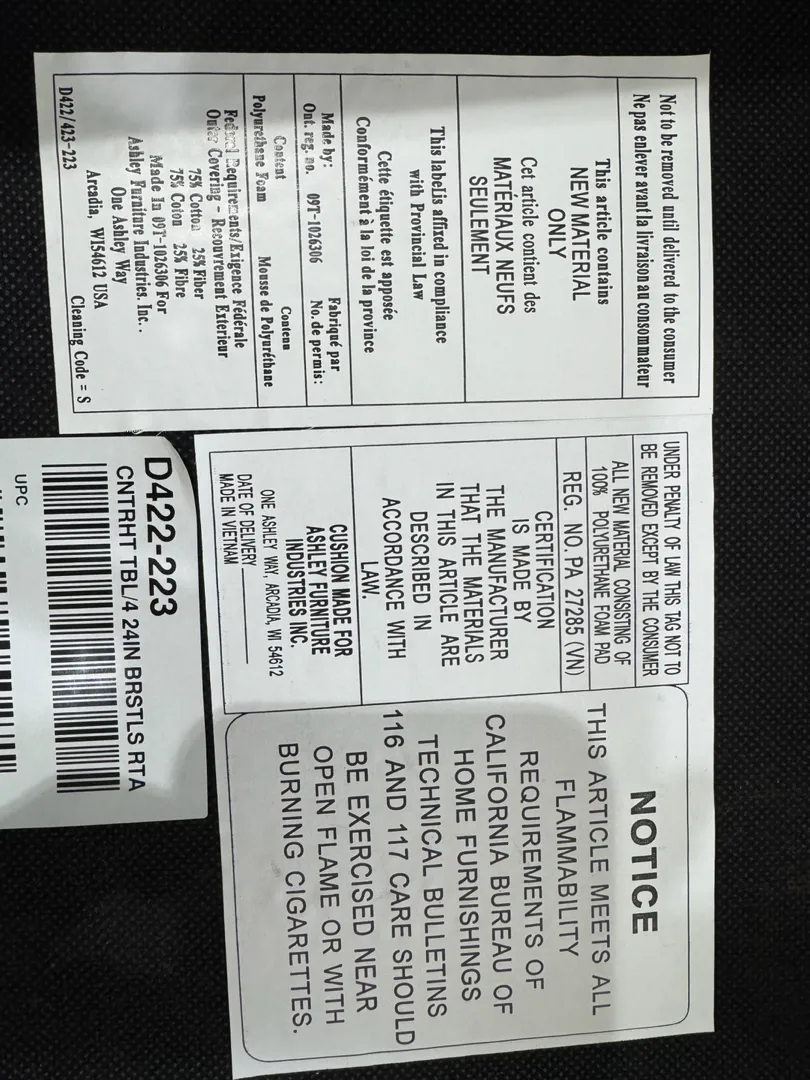 Not to be removed until delivered to the consumer
Ne pas enlever avant la livraison au consommateur
This article contains
NEW MATERIAL
ONLY
Cet article contient des
MATÉRIAUX NEUFS
SEULEMENT
This label is affixed in compliance
with Provincial Law
Cette étiquette est apposée
Conformément à la loi de la province
Made by: Fabriqué par
Ont. reg. no. 09T-1026306 No. de permis:
Content Contenu
Polyurethane Foam Mousse de Polyuréthane
Federal Requirements/Exigence Fédérale
Outer Covering - Recouvrement Exterieur
75% Cotton 25% Fiber
75% Coton 25% Fibre
Made In 09T-1026306 For
Ashley Furniture Industries. Inc.:
One Ashley Way
Arcadia, WI54612 USA
Cleaning Code = S
D422/423-223
UNDER PENALTY OF LAW THIS TAG NOT TO
BE REMOVED EXCEPT BY THE CONSUMER
ALL NEW MATERIAL CONSISTING OF
100% POLYURETHANE FOAM PAD
REG. NO. PA 27285 (VN)
CERTIFICATION
IS MADE BY
THE MANUFACTURER
THAT THE MATERIALS
IN THIS ARTICLE ARE
DESCRIBED IN
ACCORDANCE WITH
LAW.
CUSHION MADE FOR
ASHLEY FURNITURE
INDUSTRIES INC.
ONE ASHLEY WAY, ARCADIA, WI 54612
DATE OF DELIVERY
MADE IN VIETNAM
NOTICE
THIS ARTICLE MEETS ALL
FLAMMABILITY
REQUIREMENTS OF
CALIFORNIA BUREAU OF
HOME FURNISHINGS
TECHNICAL BULLETINS
116 AND 117 CARE SHOULD
BE EXERCISED NEAR
OPEN FLAME OR WITH
BURNING CIGARETTES.
D422-223
CNTRHT TBL/4 24IN BRSTLS RTA
UPC